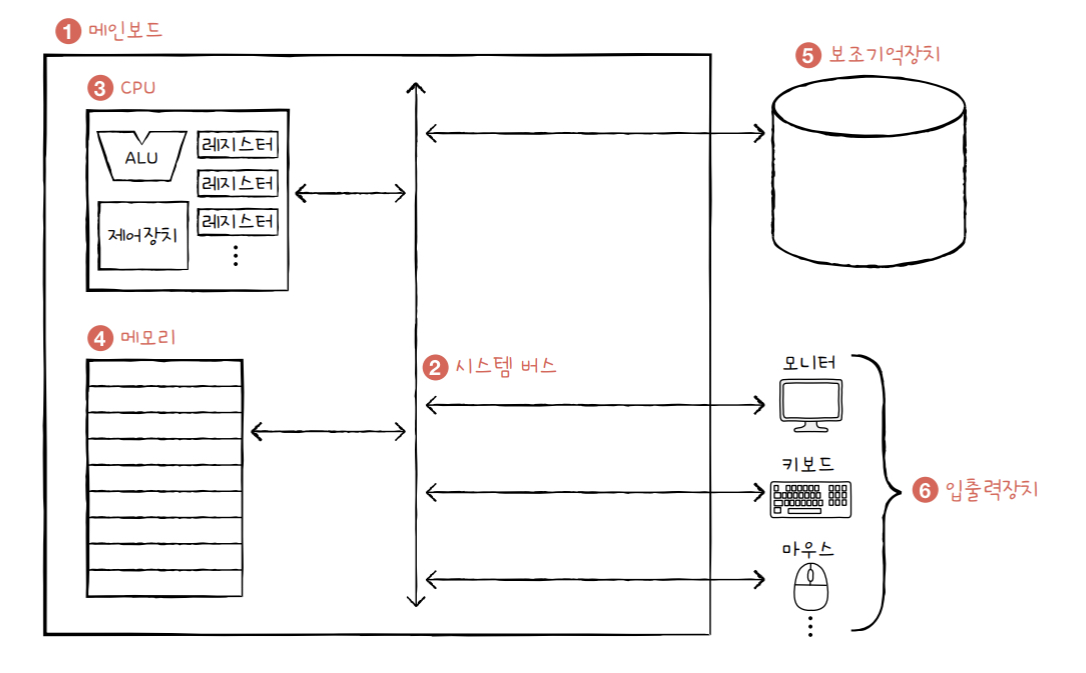 1 메인보드
5 보조기억장치
3 CPU
ALU
레지스터
레지스터
레지스터
제어장치
4 메모리
2 시스템 버스
모니터
키보드
마우스
6 입출력장치